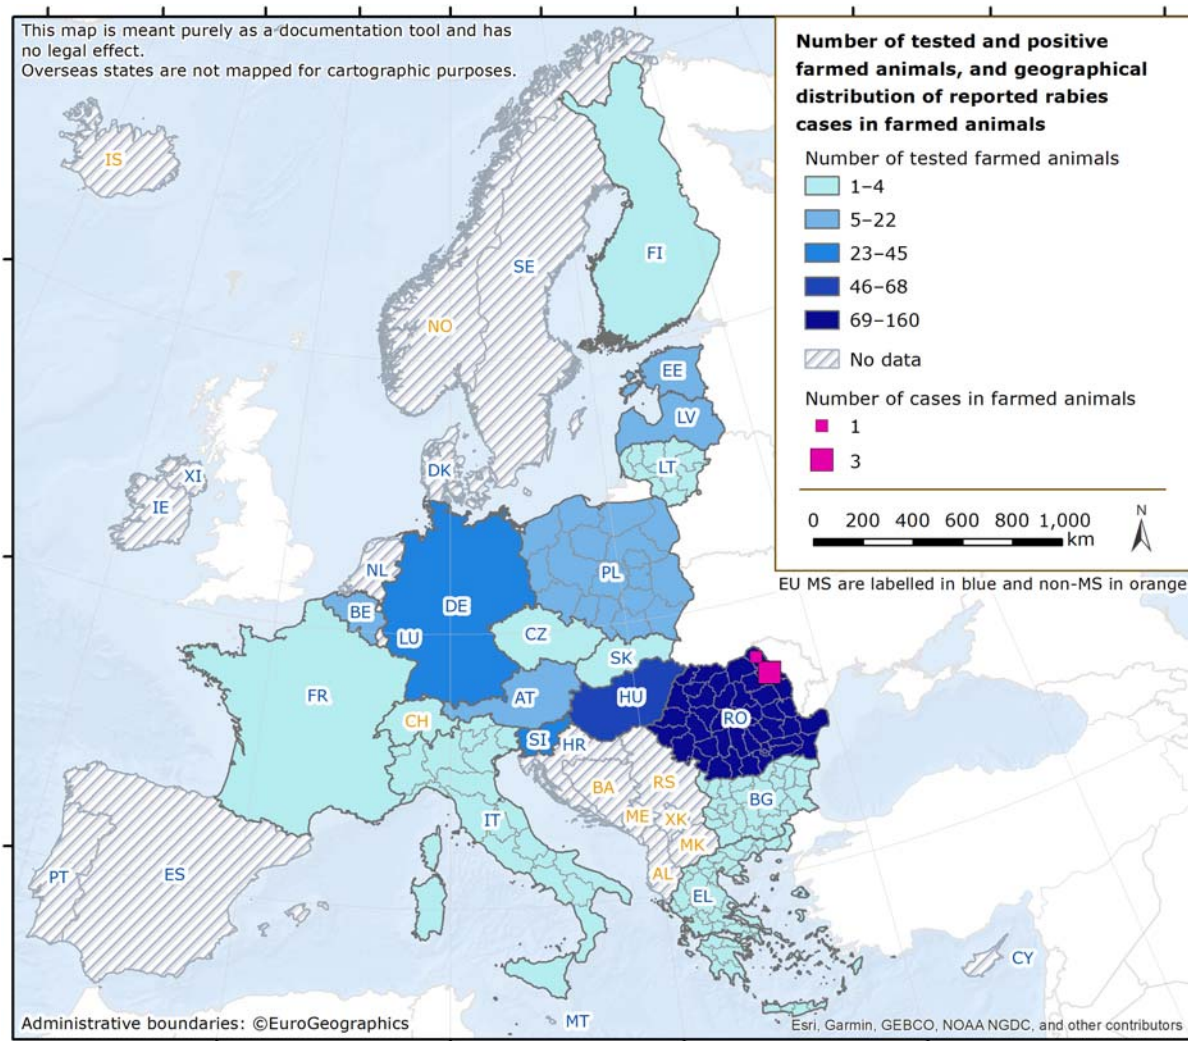 This map is meant purely as a documentation tool and has
no legal effect.
Overseas states are not mapped for cartographic purposes.
Number of tested and positive
farmed animals, and geographical
distribution of reported rabies
cases in farmed animals
Number of tested farmed animals
1–4
5–22
23–45
46–68
69–160
No data
Number of cases in farmed animals
1
3
0 200 400 600 800 1,000
km
N
EU MS are labelled in blue and non-MS in orange
IS
FI
SE
NO
EE
LV
LT
DK
XI
IE
NL
PL
BE
DE
LU
CZ
SK
FR
AT
HU
CH
RO
SI
HR
BA
RS
BG
ME
XK
IT
MK
PT
ES
AL
EL
CY
MT
Administrative boundaries: ©EuroGeographics
Esri, Garmin, GEBCO, NOAA NGDC, and other contributors